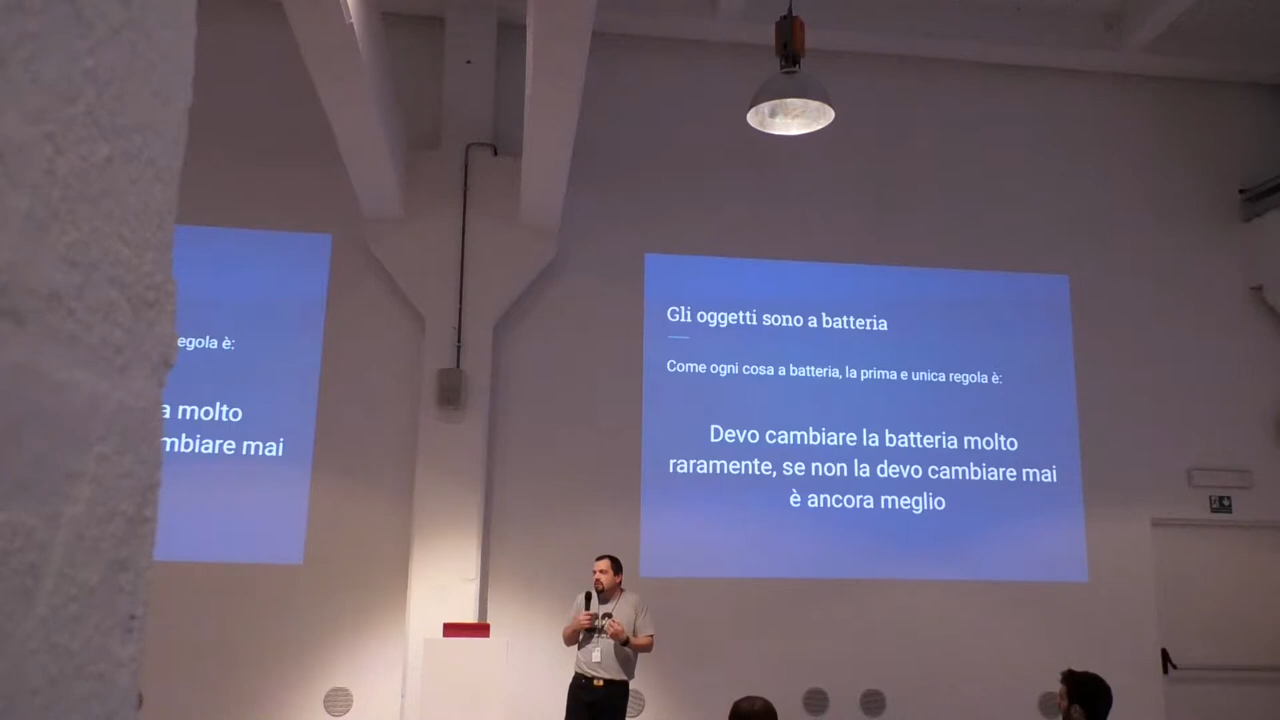 egola è:
a molto
mbiare mai
Gli oggetti sono a batteria
Come ogni cosa a batteria, la prima e unica regola è:
Devo cambiare la batteria molto
raramente, se non la devo cambiare mai
è ancora meglio